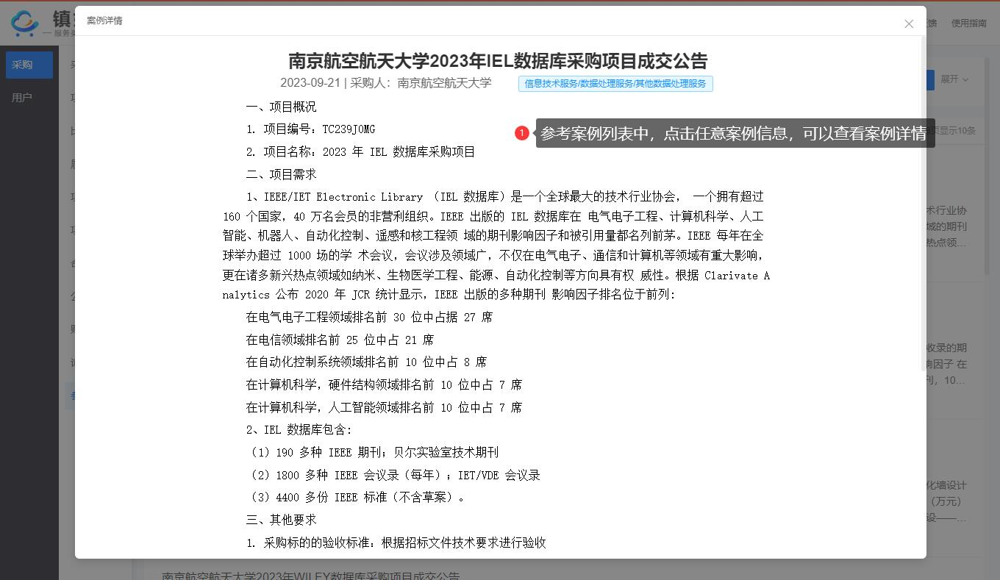 案例详情
南京航空航天大学2023年IEL数据库采购项目成交公告
2023-09-21 | 采购人：南京航空航天大学
信息技术服务/数据处理服务/其他数据处理服务
一、项目概况
1. 项目编号：TC239J0MG
1
参考案例列表中，点击任意案例信息，可以查看案例详情
2. 项目名称：2023 年 IEL 数据库采购项目
二、项目需求
1、IEEE/IET Electronic Library （IEL 数据库）是一个全球最大的技术行业协会， 一个拥有超过
160 个国家，40 万名会员的非营利组织。IEEE 出版的 IEL 数据库在 电气电子工程、计算机科学、人工
智能、机器人、自动化控制、遥感和核工程领 域的期刊影响因子和被引用量都名列前茅。IEEE 每年在全
球举办超过 1000 场的学 术会议，会议涉及领域广，不仅在电气电子、通信和计算机等领域有重大影响，
更在诸多新兴热点领域如纳米、生物医学工程、能源、自动化控制等方向具有权 威性。根据 Clarivate A
nalytics 公布 2020 年 JCR 统计显示，IEEE 出版的多种期刊 影响因子排名位于前列：
在电气电子工程领域排名前 30 位中占据 27 席
在电信领域排名前 25 位中占 21 席
在自动化控制系统领域排名前 10 位中占 8 席
在计算机科学，硬件结构领域排名前 10 位中占 7 席
在计算机科学，人工智能领域排名前 10 位中占 7 席
2、IEL 数据库包含：
（1）190 多种 IEEE 期刊；贝尔实验室技术期刊
（2）1800 多种 IEEE 会议录（每年）；IET/VDE 会议录
（3）4400 多份 IEEE 标准（不含草案）。
三、其他要求
1. 采购标的的验收标准：根据招标文件技术要求进行验收
镇
服务
采购
用户
馈
使用指南
展开
页显示10条
术行业协
域的期刊
热点领...
收录的期
响因子 在
刊，10...
化墙设计
（万元）
设——...
南京航空航天大学2023年WILEY数据库采购项目成交公告